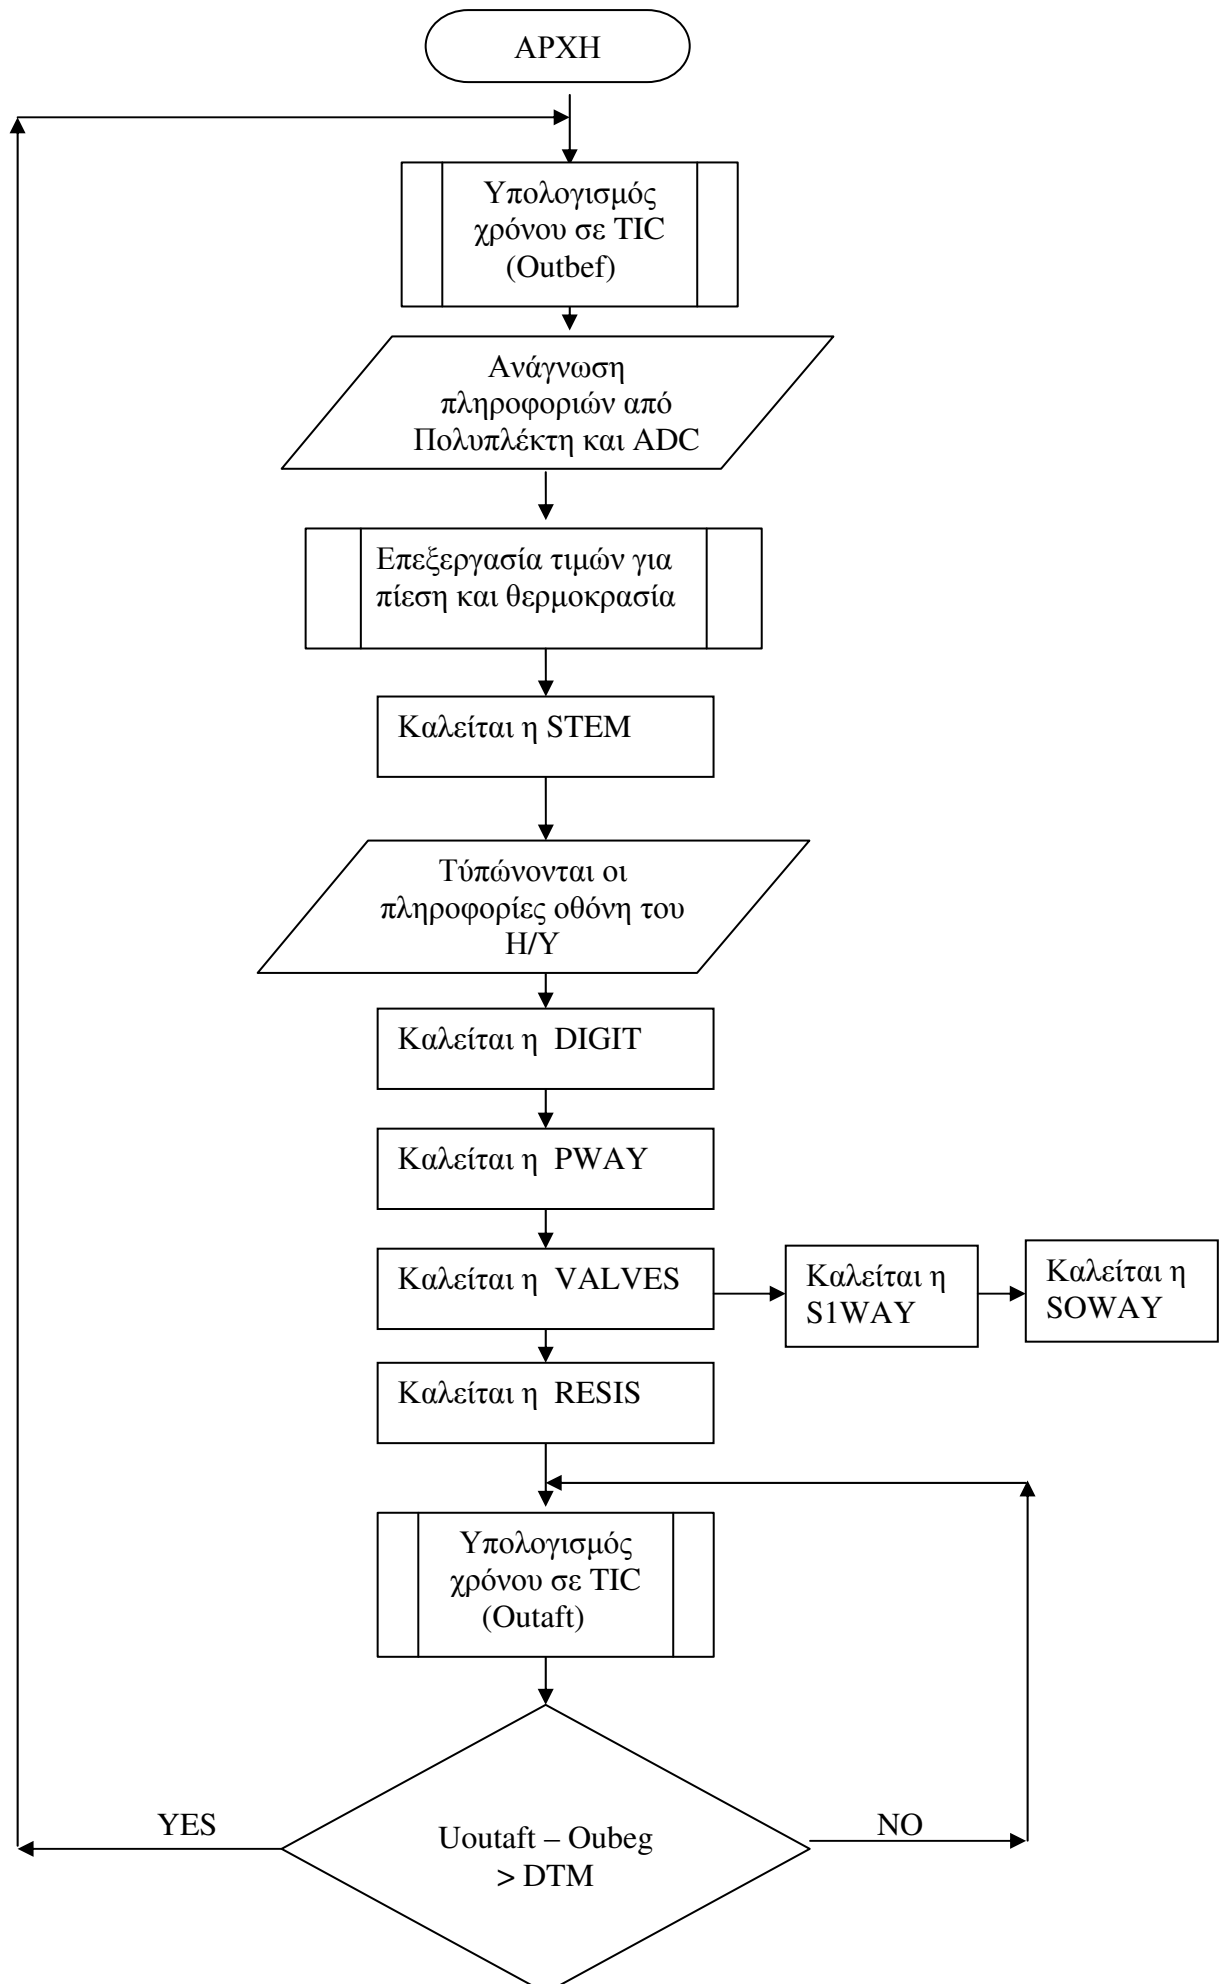 ΑΡΧΗ
Υπολογισμός
χρόνου σε TIC
(Outbef)
Ανάγνωση
πληροφοριών από
Πολυπλέκτη και ADC
Επεξεργασία τιμών για
πίεση και θερμοκρασία
Καλείται η STEM
Τύπώνονται οι
πληροφορίες οθόνη του
Η/Υ
Καλείται η DIGIT
Καλείται η PWAY
Καλείται η VALVES
Καλείται η
S1WAY
Καλείται η
SOWAY
Καλείται η RESIS
Υπολογισμός
χρόνου σε TIC
(Outaft)
YES
Uoutaft – Oubeg
> DTM
NO